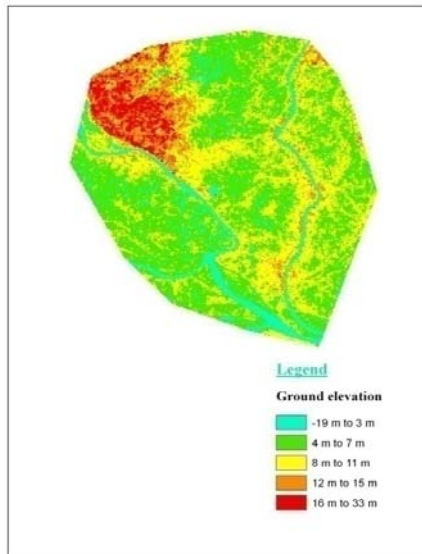 Legend
Ground elevation
-19 m to 3 m
4 m to 7 m
8 m to 11 m
12 m to 15 m
16 m to 33 m